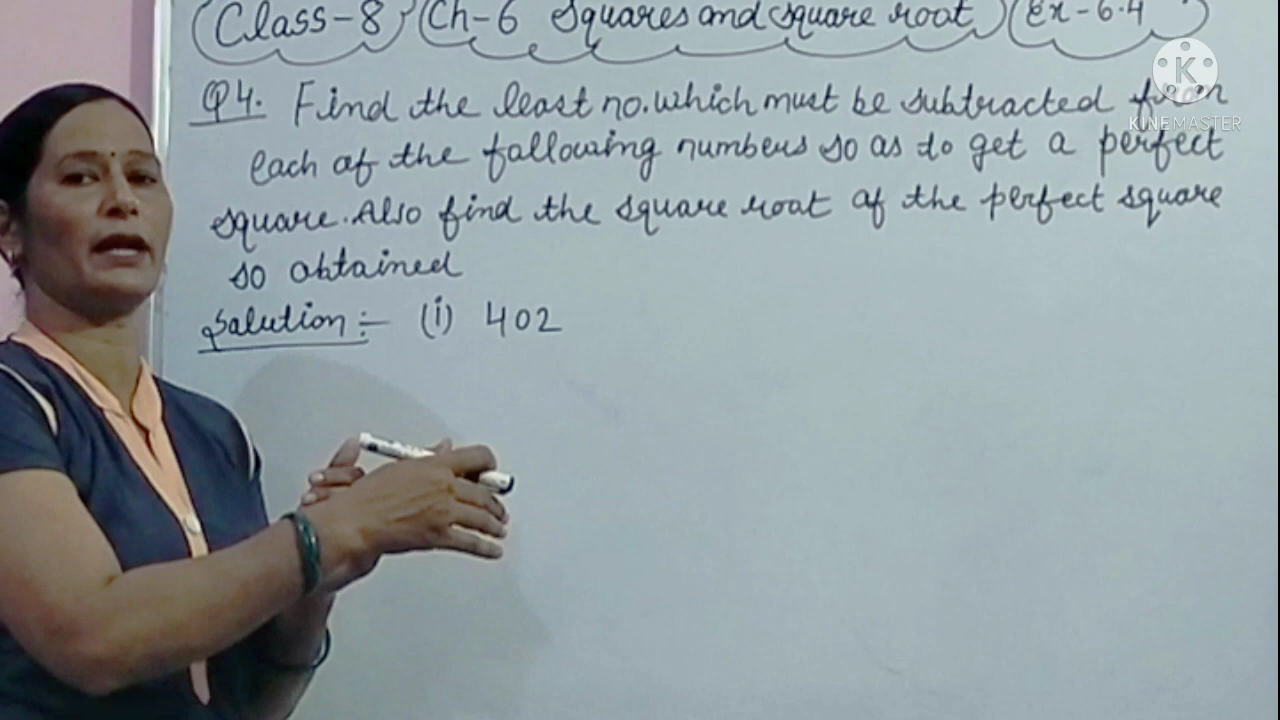 Class-8 Ch-6 Squares and square root Ex-6.4
Q4. Find the least no. which must be subtracted from
each of the following numbers so as to get a perfect
square. Also find the square root of the perfect square
so obtained
Solution:- (i) 402
K
KINEMASTER